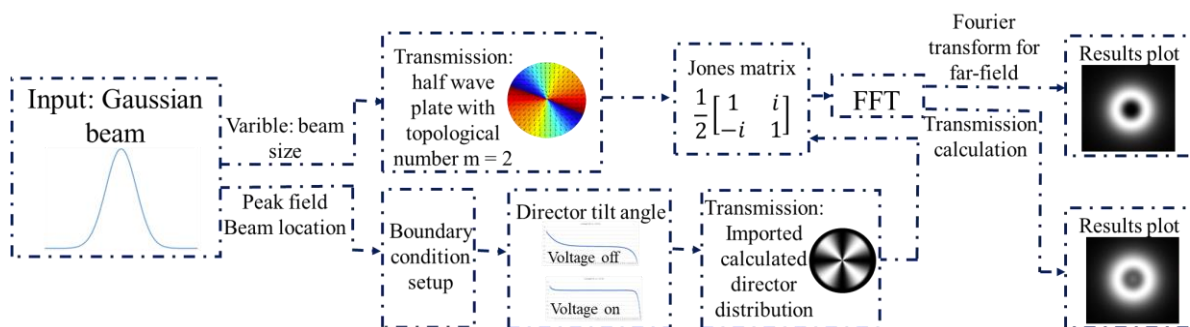 Input: Gaussian
beam
Varible: beam
size
Peak field
Beam location
Transmission:
half wave
plate with
topological
number m = 2
Jones matrix
1/2 [1 i
-i 1]
FFT
Fourier
transform for
far-field
Transmission
calculation
Results plot
Boundary
condition
setup
Director tilt angle
Voltage off
Voltage on
Transmission:
Imported
calculated
director
distribution
Results plot